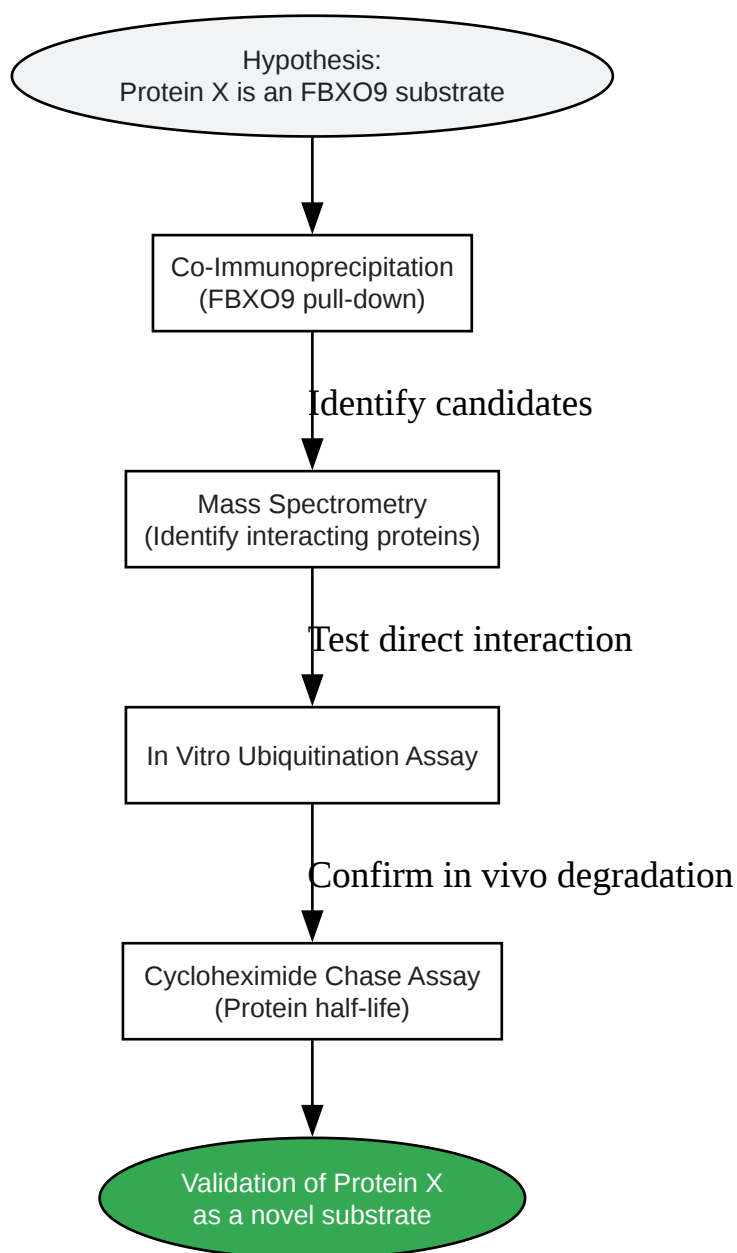 Hypothesis:
Protein X is an FBXO9 substrate
Co-Immunoprecipitation
(FBXO9 pull-down)
Identify candidates
Mass Spectrometry
(Identify interacting proteins)
Test direct interaction
In Vitro Ubiquitination Assay
Confirm in vivo degradation
Cycloheximide Chase Assay
(Protein half-life)
Validation of Protein X
as a novel substrate